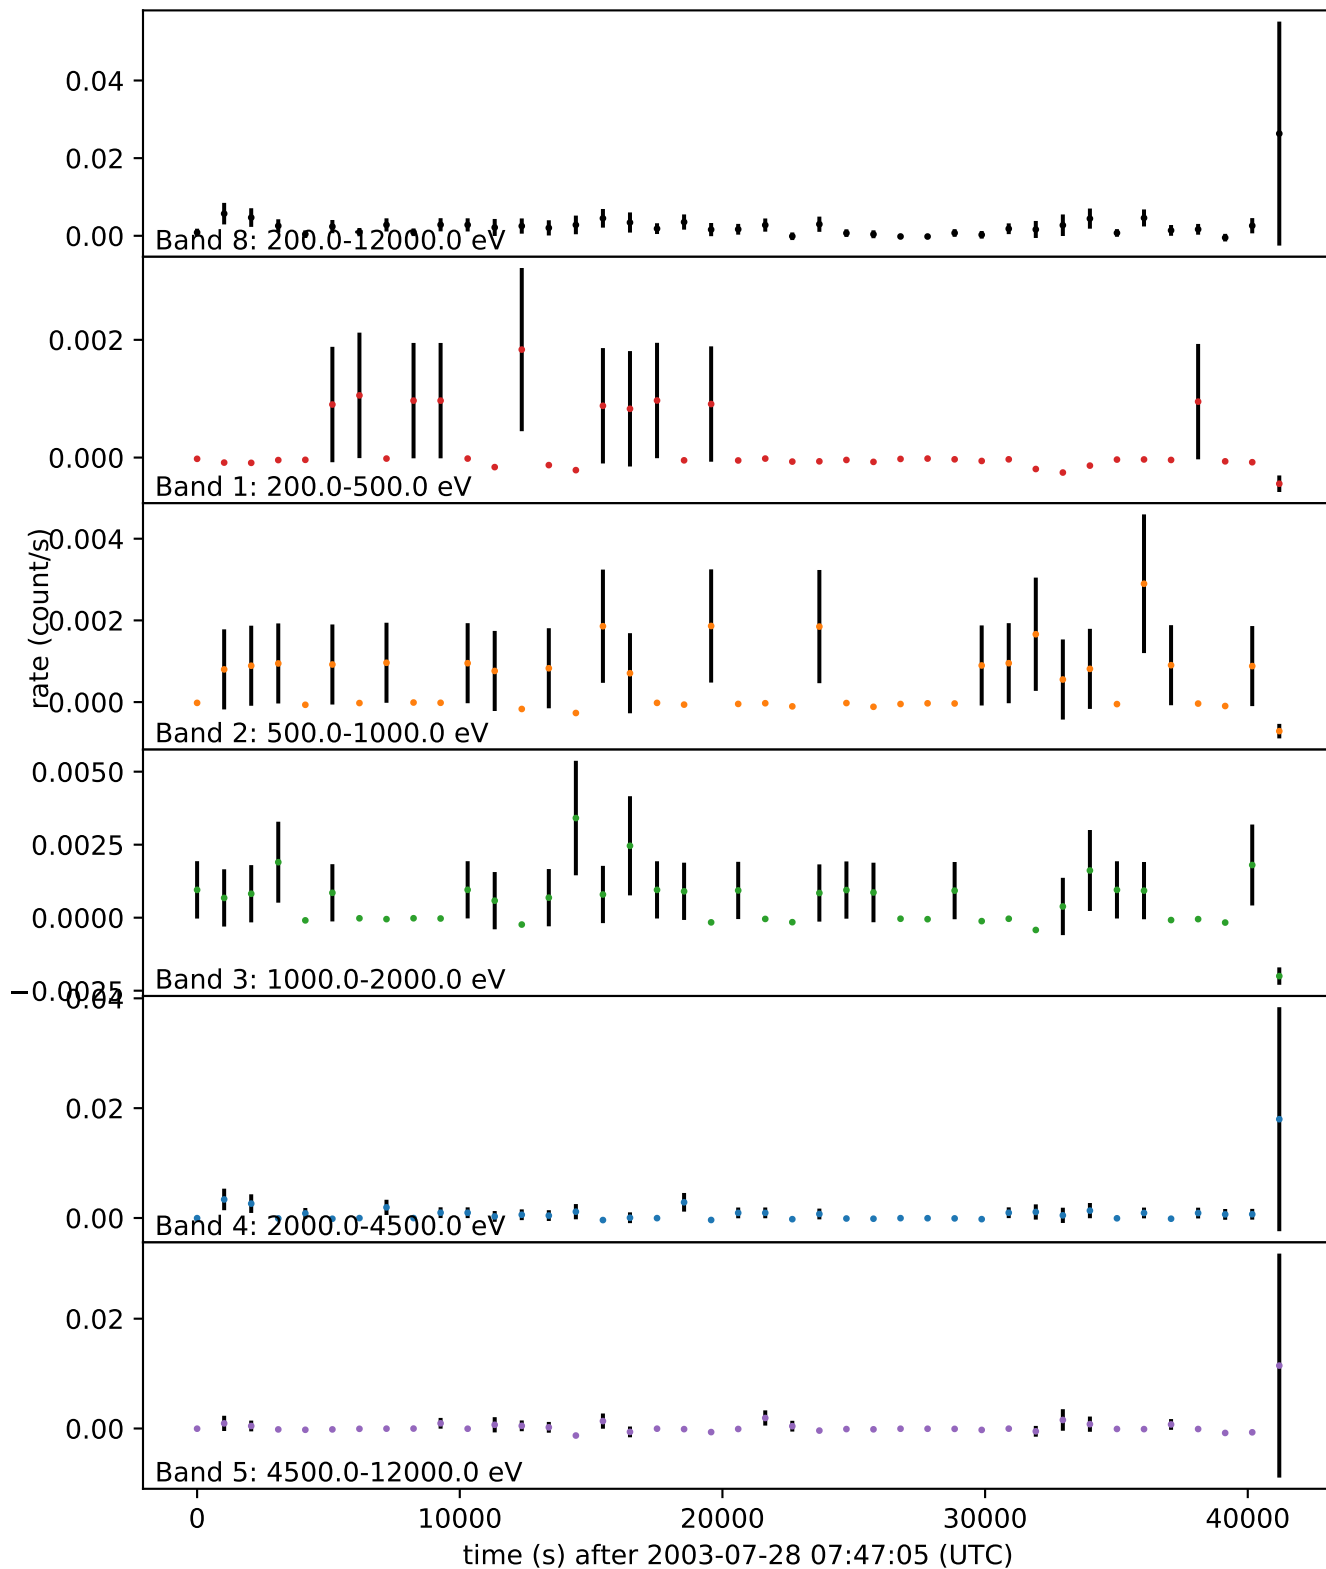 0.04
0.02
0.00
Band 8: 200.0-12000.0 eV
0.002
0.000
Band 1: 200.0-500.0 eV
rate (count/s)
0.004
0.002
0.000
Band 2: 500.0-1000.0 eV
0.0050
0.0025
0.0000
−0.0025
Band 3: 1000.0-2000.0 eV
0.04
0.02
0.00
Band 4: 2000.0-4500.0 eV
0.02
0.00
Band 5: 4500.0-12000.0 eV
0 10000 20000 30000 40000
time (s) after 2003-07-28 07:47:05 (UTC)